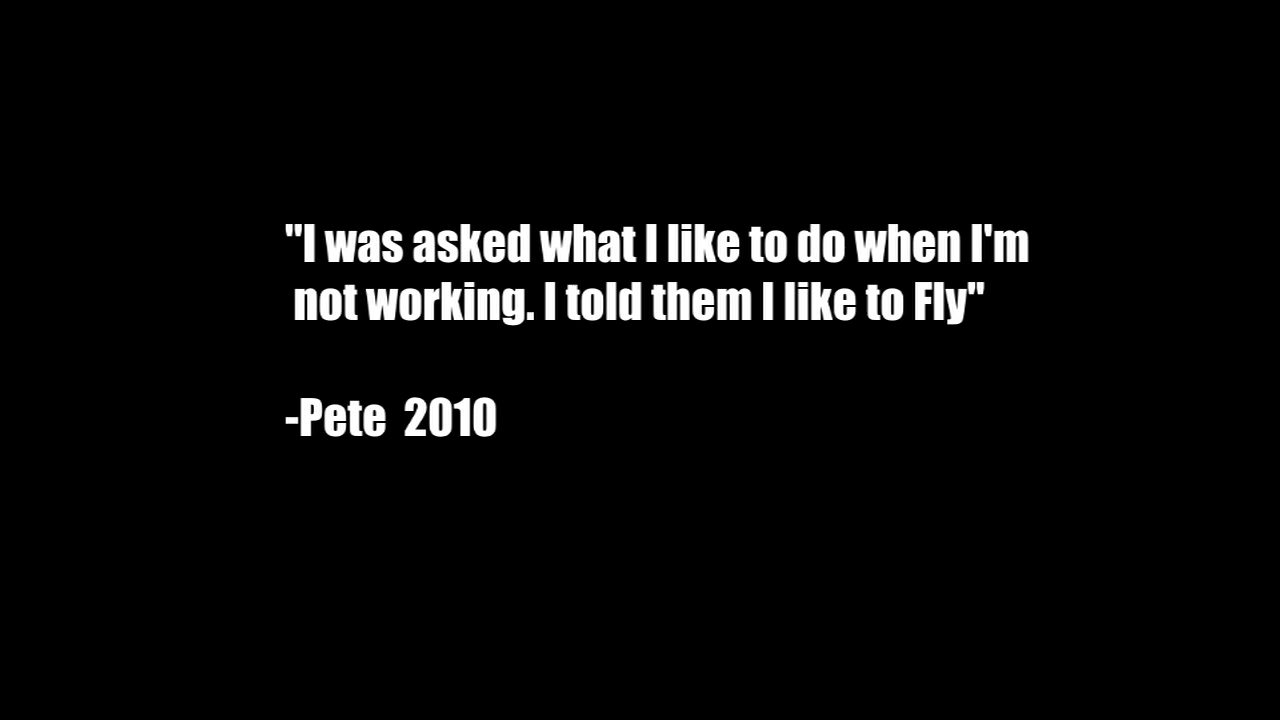 "I was asked what I like to do when I'm
not working. I told them I like to Fly"
-Pete  2010